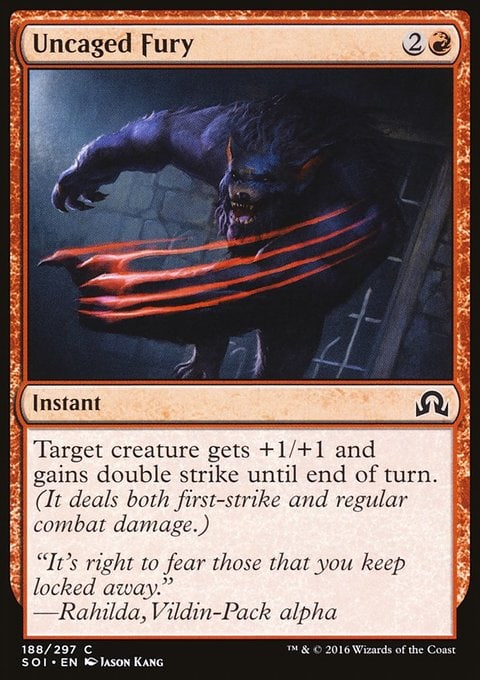 Uncaged Fury 2
Instant
Target creature gets +1/+1 and
gains double strike until end of turn.
(It deals both first-strike and regular
combat damage.)
“It’s right to fear those that you keep
locked away.”
—Rahilda, Vildin-Pack alpha
188/297 C
SOI • EN Jason Kang
™ & © 2016 Wizards of the Coast